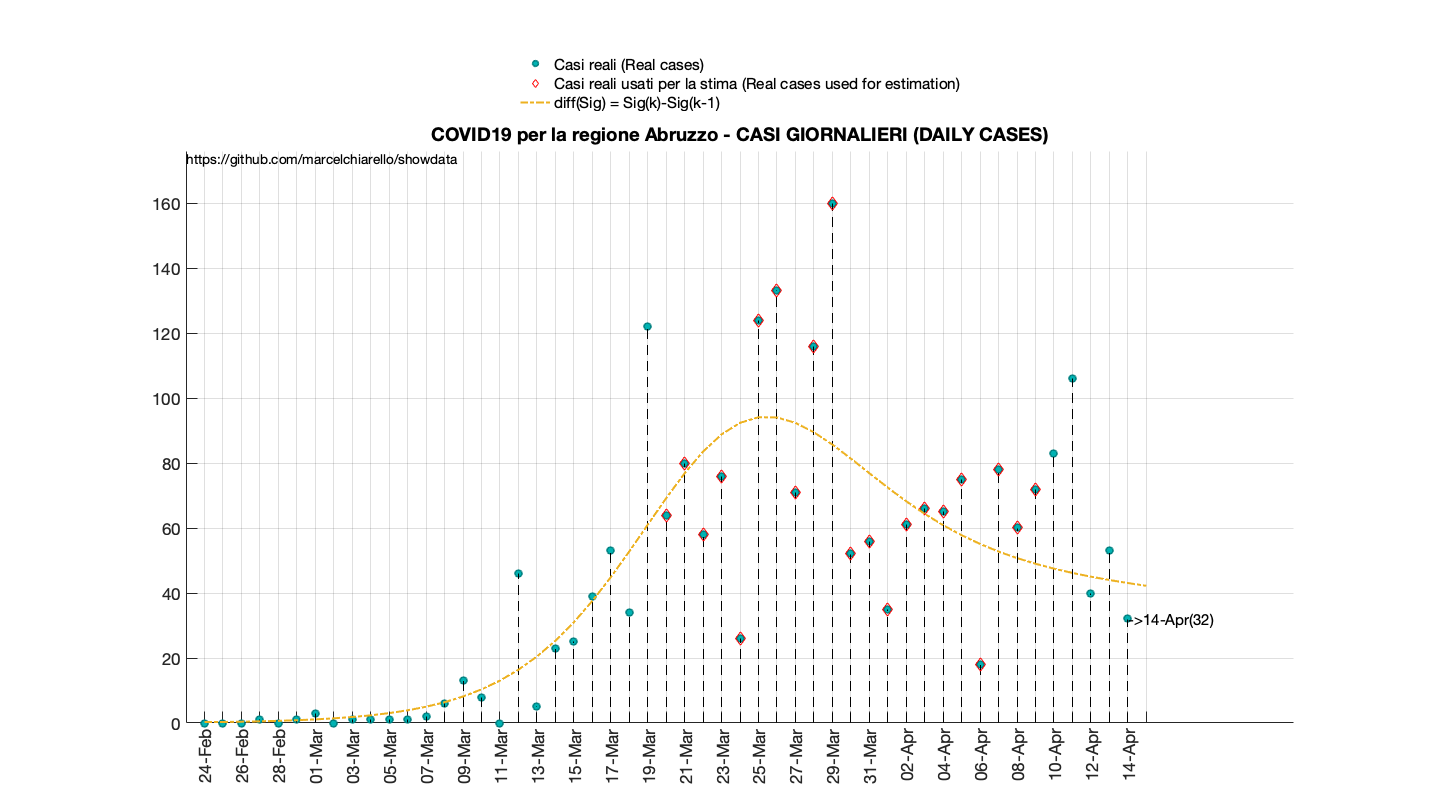 Casi reali (Real cases)
Casi reali usati per la stima (Real cases used for estimation)
diff(Sig) = Sig(k)-Sig(k-1)
COVID19 per la regione Abruzzo - CASI GIORNALIERI (DAILY CASES)
https://github.com/marcelchiarello/showdata
160
140
120
100
80
60
40
20
0
->14-Apr(32)
24-Feb
26-Feb
28-Feb
01-Mar
03-Mar
05-Mar
07-Mar
09-Mar
11-Mar
13-Mar
15-Mar
17-Mar
19-Mar
21-Mar
23-Mar
25-Mar
27-Mar
29-Mar
31-Mar
02-Apr
04-Apr
06-Apr
08-Apr
10-Apr
12-Apr
14-Apr